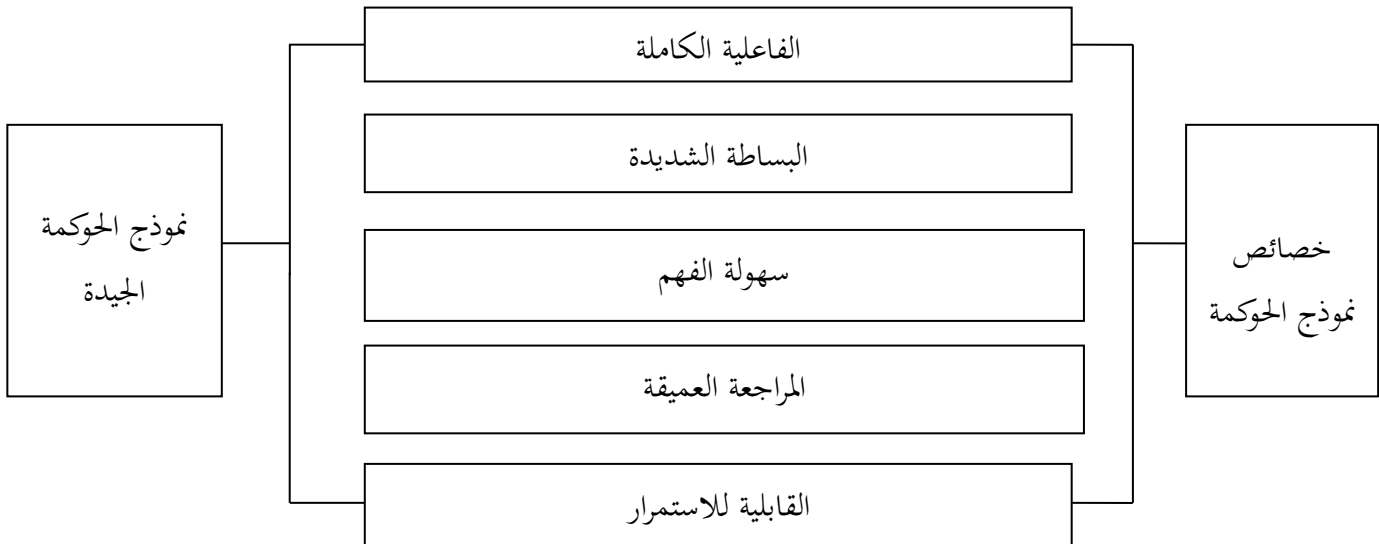 خصائص
نموذج الحوكمة
الفاعلية الكاملة
البساطة الشديدة
سهولة الفهم
المراجعة العميقة
القابلية للاستمرار
نموذج الحوكمة
الجيدة